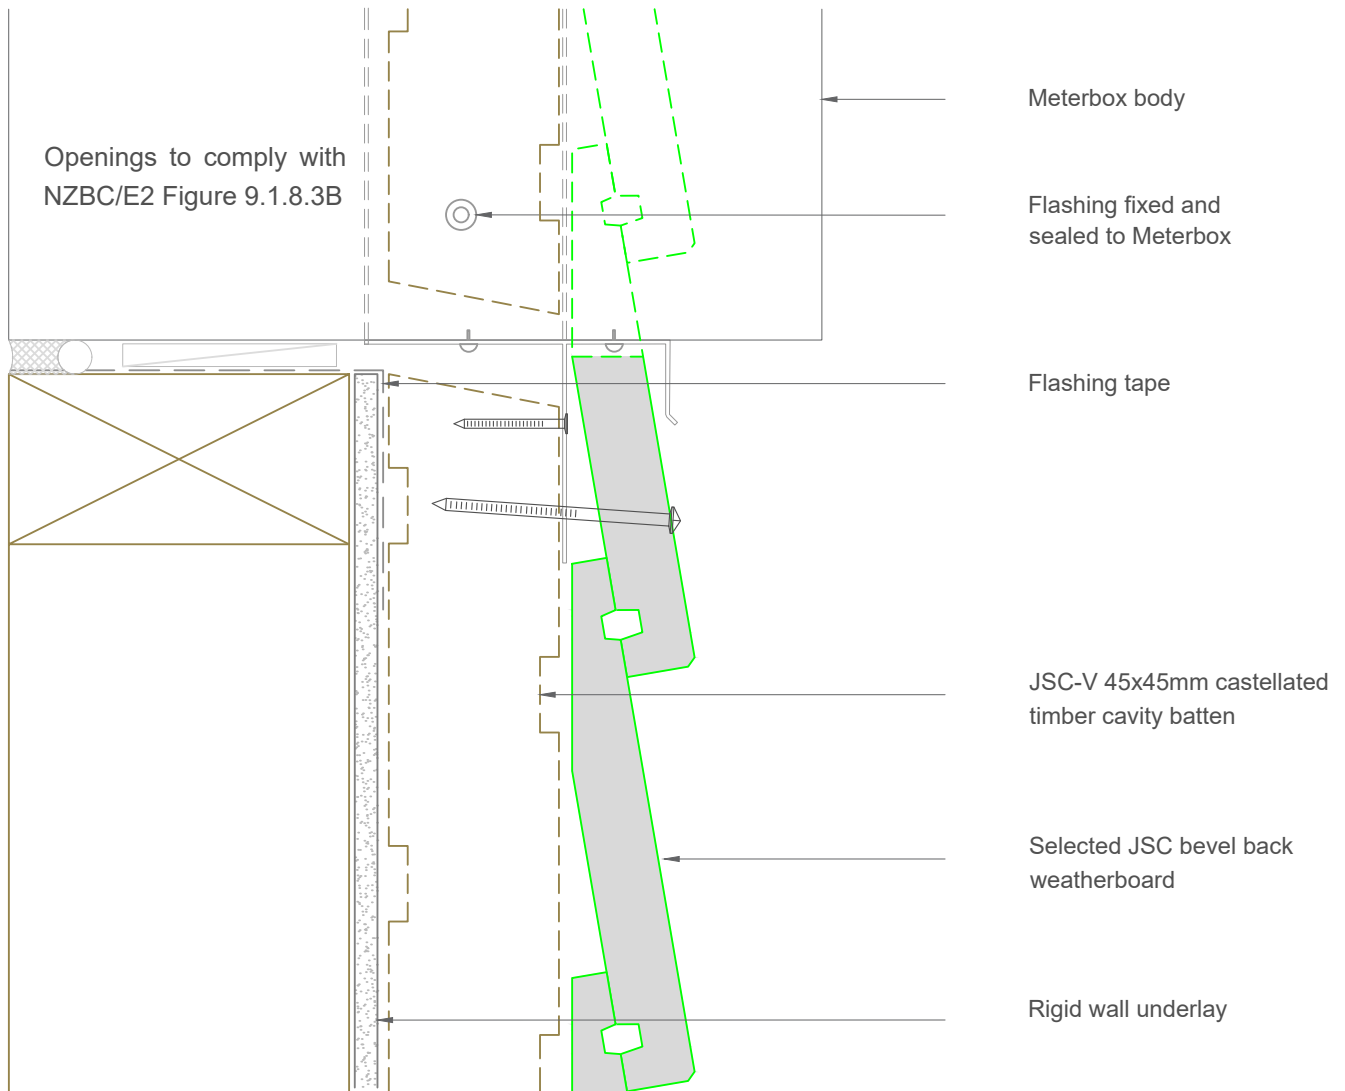 Openings to comply with
NZBC/E2 Figure 9.1.8.3B
Meterbox body
Flashing fixed and
sealed to Meterbox
Flashing tape
JSC-V 45x45mm castellated
timber cavity batten
Selected JSC bevel back
weatherboard
Rigid wall underlay